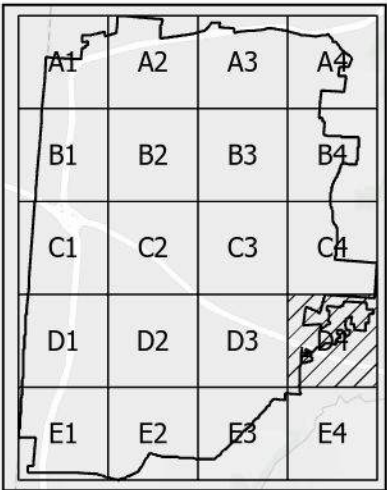 A1 A2 A3 A4
B1 B2 B3 B4
C1 C2 C3 C4
D1 D2 D3 D4
E1 E2 E3 E4